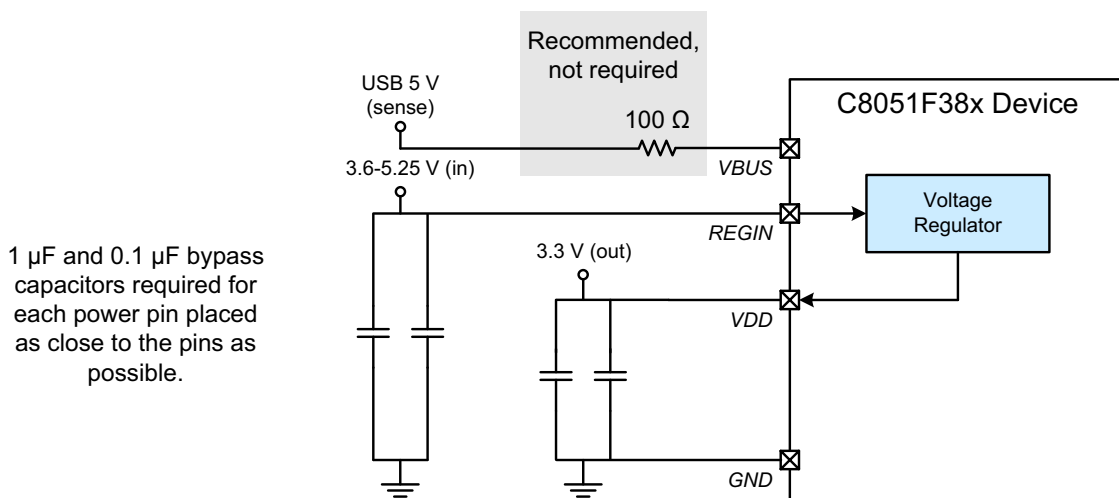 Recommended,
not required
USB 5 V
(sense)
100 Ω
C8051F38x Device
VBUS
3.6-5.25 V (in)
Voltage
Regulator
REGIN
1 µF and 0.1 µF bypass
capacitors required for
each power pin placed
as close to the pins as
possible.
3.3 V (out)
VDD
GND